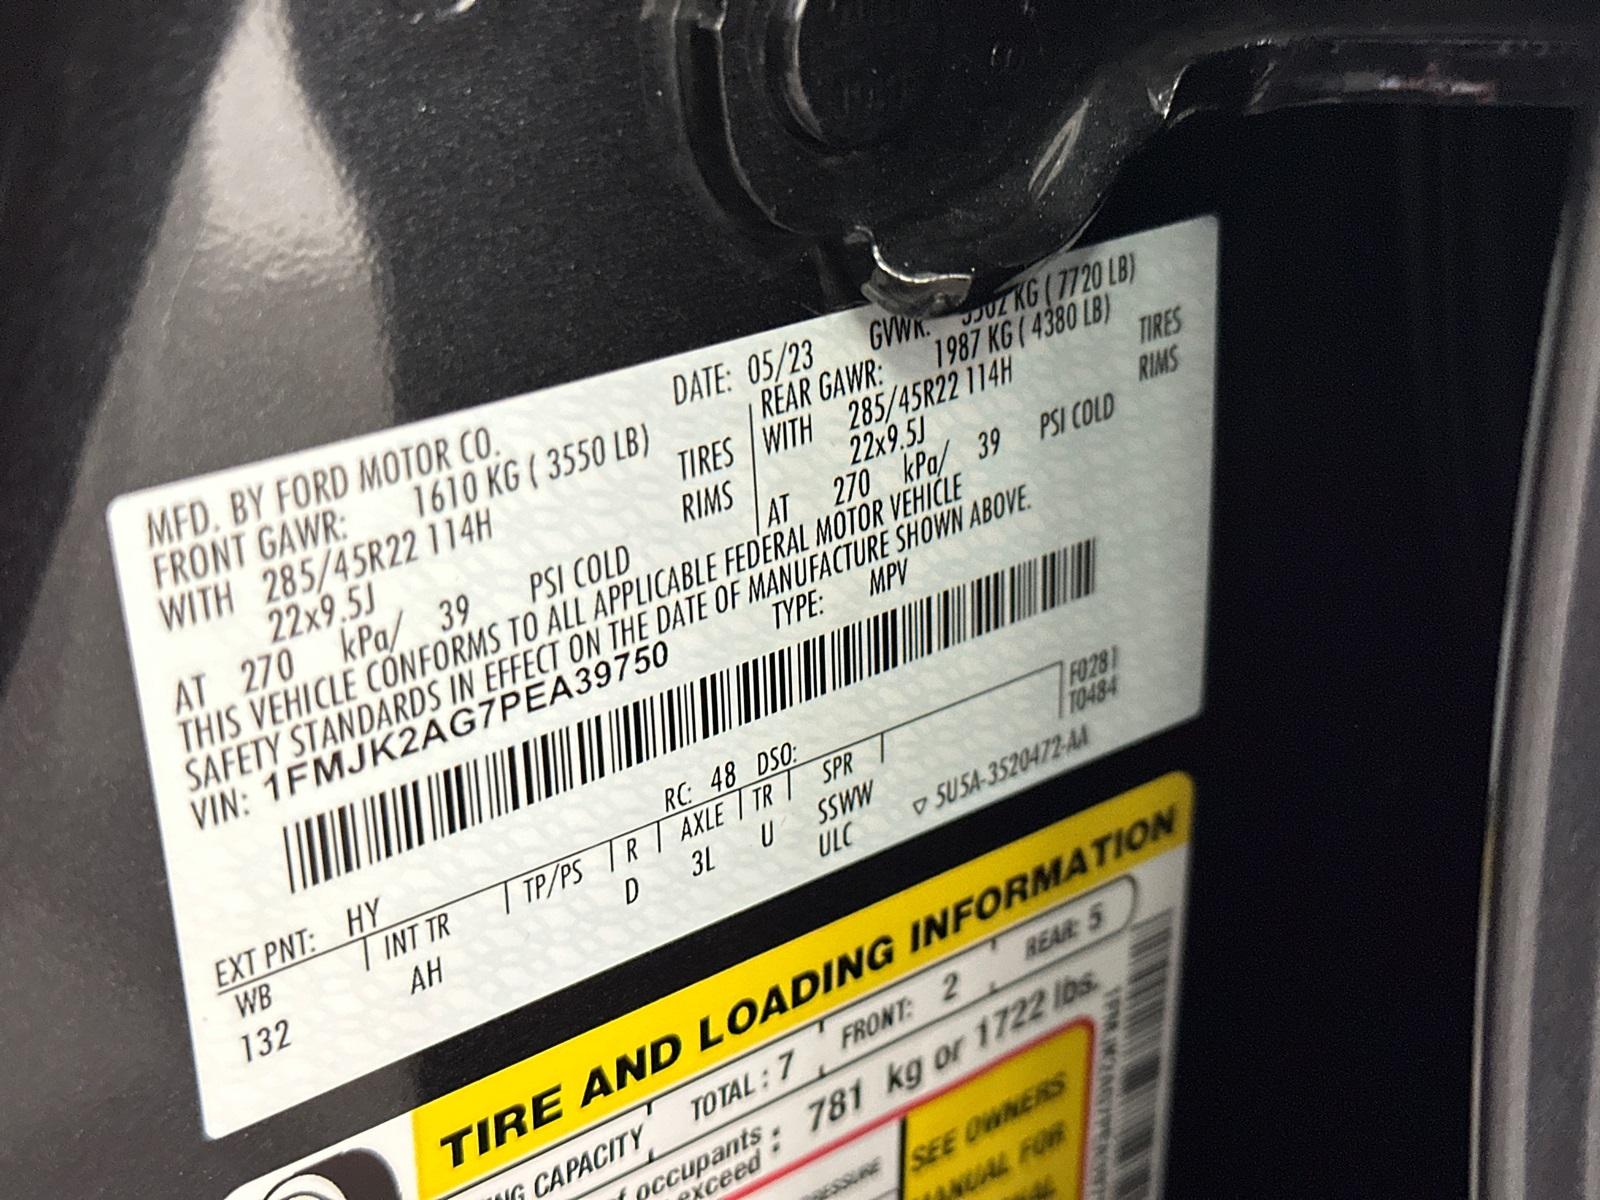 MFD. BY FORD MOTOR CO.
DATE: 05/23
GVWR: 3502 KG ( 7720 LB)
FRONT GAWR: 1610 KG ( 3550 LB)
REAR GAWR: 1987 KG ( 4380 LB)
WITH 285/45R22 114H TIRES
WITH 285/45R22 114H TIRES
22x9.5J RIMS
22x9.5J RIMS
AT 270 kPa/ 39 PSI COLD
AT 270 kPa/ 39 PSI COLD
THIS VEHICLE CONFORMS TO ALL APPLICABLE FEDERAL MOTOR VEHICLE
SAFETY STANDARDS IN EFFECT ON THE DATE OF MANUFACTURE SHOWN ABOVE.
VIN: 1FMJK2AG7PEA39750
TYPE: MPV
F0281
T0484
EXT PNT: HY RC: 48 DSO:
WB INT TR TP/PS R AXLE TR SPR
132 AH D 3L U SSWW
ULC
5U5A-3520472-AA
TIRE AND LOADING INFORMATION
CAPACITY TOTAL : 7 FRONT: 2 REAR: 5
occupants :
exceed : 781 kg or 1722 lbs.
SEE OWNERS
MANUAL FOR